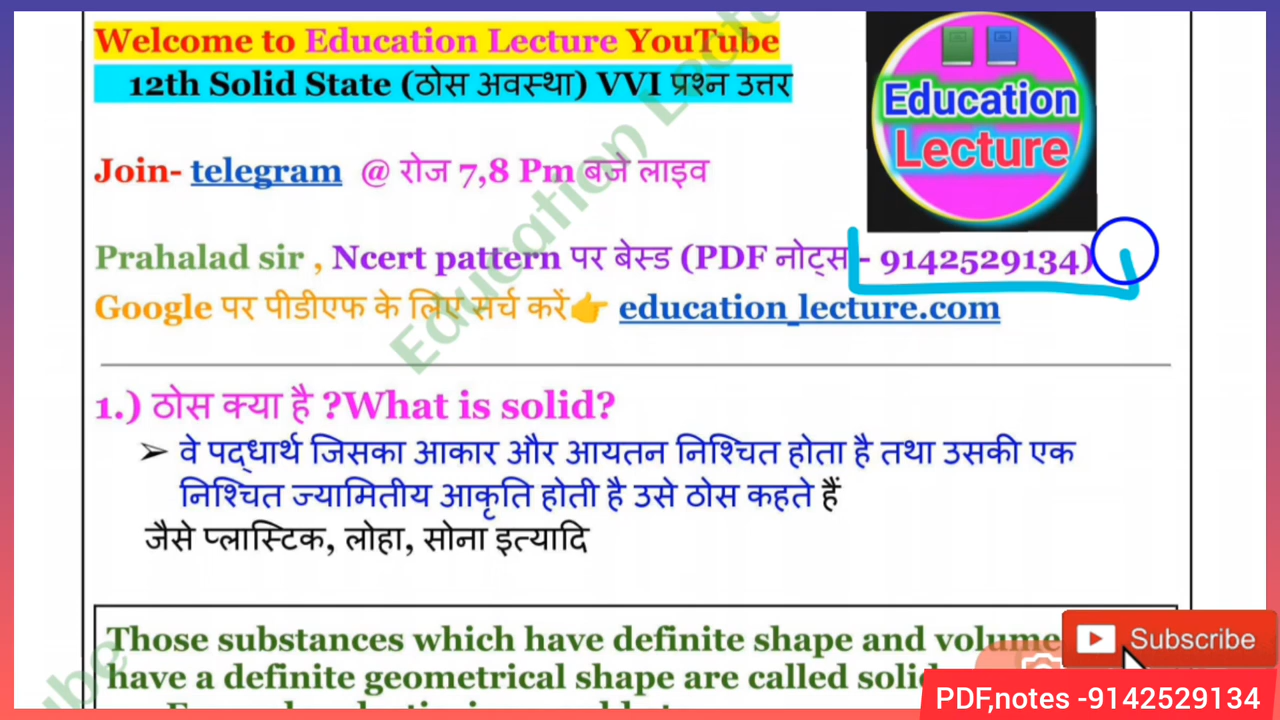 Welcome to Education Lecture YouTube
12th Solid State (ठोस अवस्था) VVI प्रश्न उत्तर
Education
Lecture
Join- telegram @ रोज 7,8 Pm बजे लाइव
Prahalad sir , Ncert pattern पर बेस्ड (PDF नोट्स - 9142529134)
Google पर पीडीएफ के लिए सर्च करें👉 education_lecture.com
1.) ठोस क्या है ?What is solid?
➢ वे पद्धार्थ जिसका आकार और आयतन निश्चित होता है तथा उसकी एक
निश्चित ज्यामितीय आकृति होती है उसे ठोस कहते हैं
जैसे प्लास्टिक, लोहा, सोना इत्यादि
Those substances which have definite shape and volume
have a definite geometrical shape are called
Subscribe
PDF,notes -9142529134